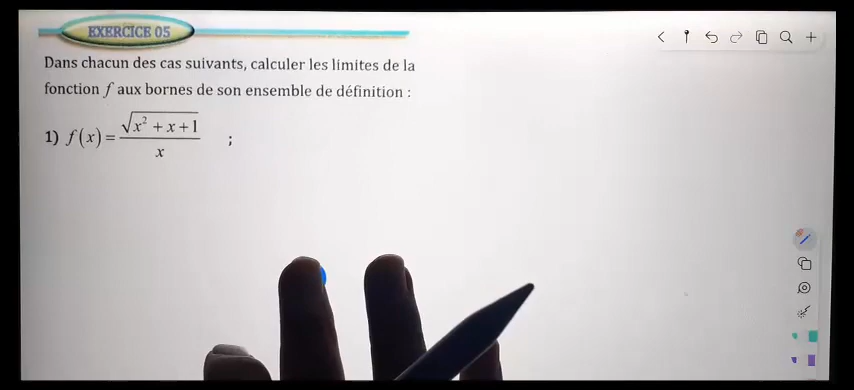 EXERCICE 05
Dans chacun des cas suivants, calculer les limites de la
fonction f aux bornes de son ensemble de définition :
1) f(x) = √(x² + x + 1) / x ;